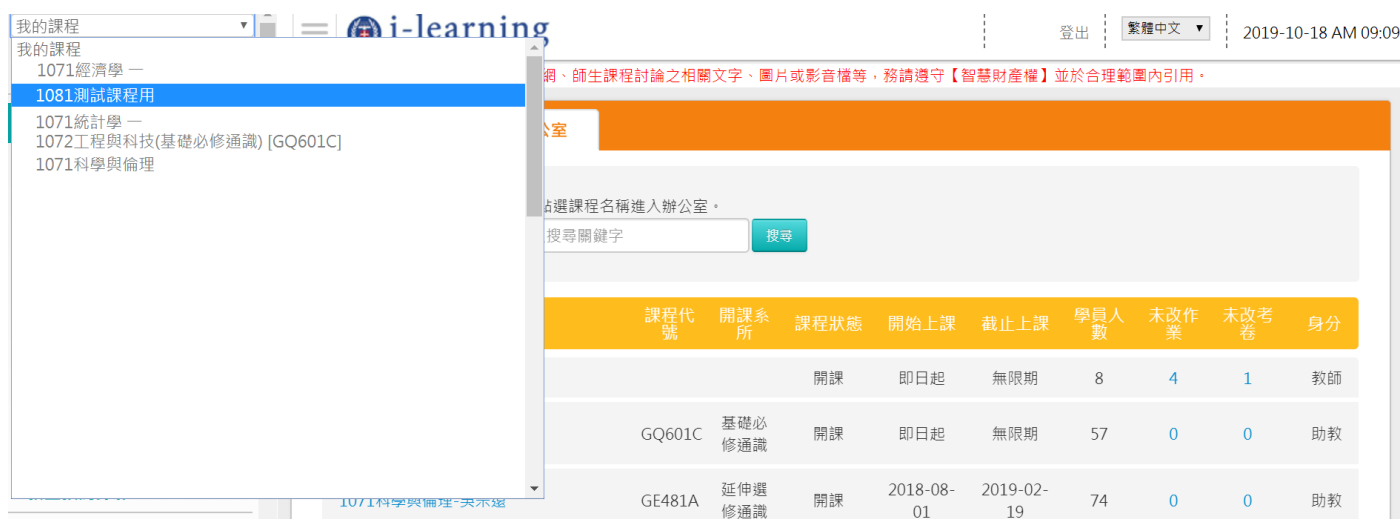 我的課程
i-learning
登出
繁體中文
2019-10-18 AM 09:09
我的課程
1071經濟學 一
1081測試課程用
1071統計學 一
1072工程與科技(基礎必修通識) [GQ601C]
1071科學與倫理
網、師生課程討論之相關文字、圖片或影音檔等，務請遵守【智慧財產權】並於合理範圍內引用。
公室
點選課程名稱進入辦公室。
搜尋關鍵字
搜尋
課程代號 開課系所 課程狀態 開始上課 截止上課 學員人數 未改作業 未改考卷 身分
開課 即日起 無限期 8 4 1 教師
GQ601C 基礎必修通識 開課 即日起 無限期 57 0 0 助教
GE481A 延伸選修通識 開課 2018-08-01 2019-02-19 74 0 0 助教